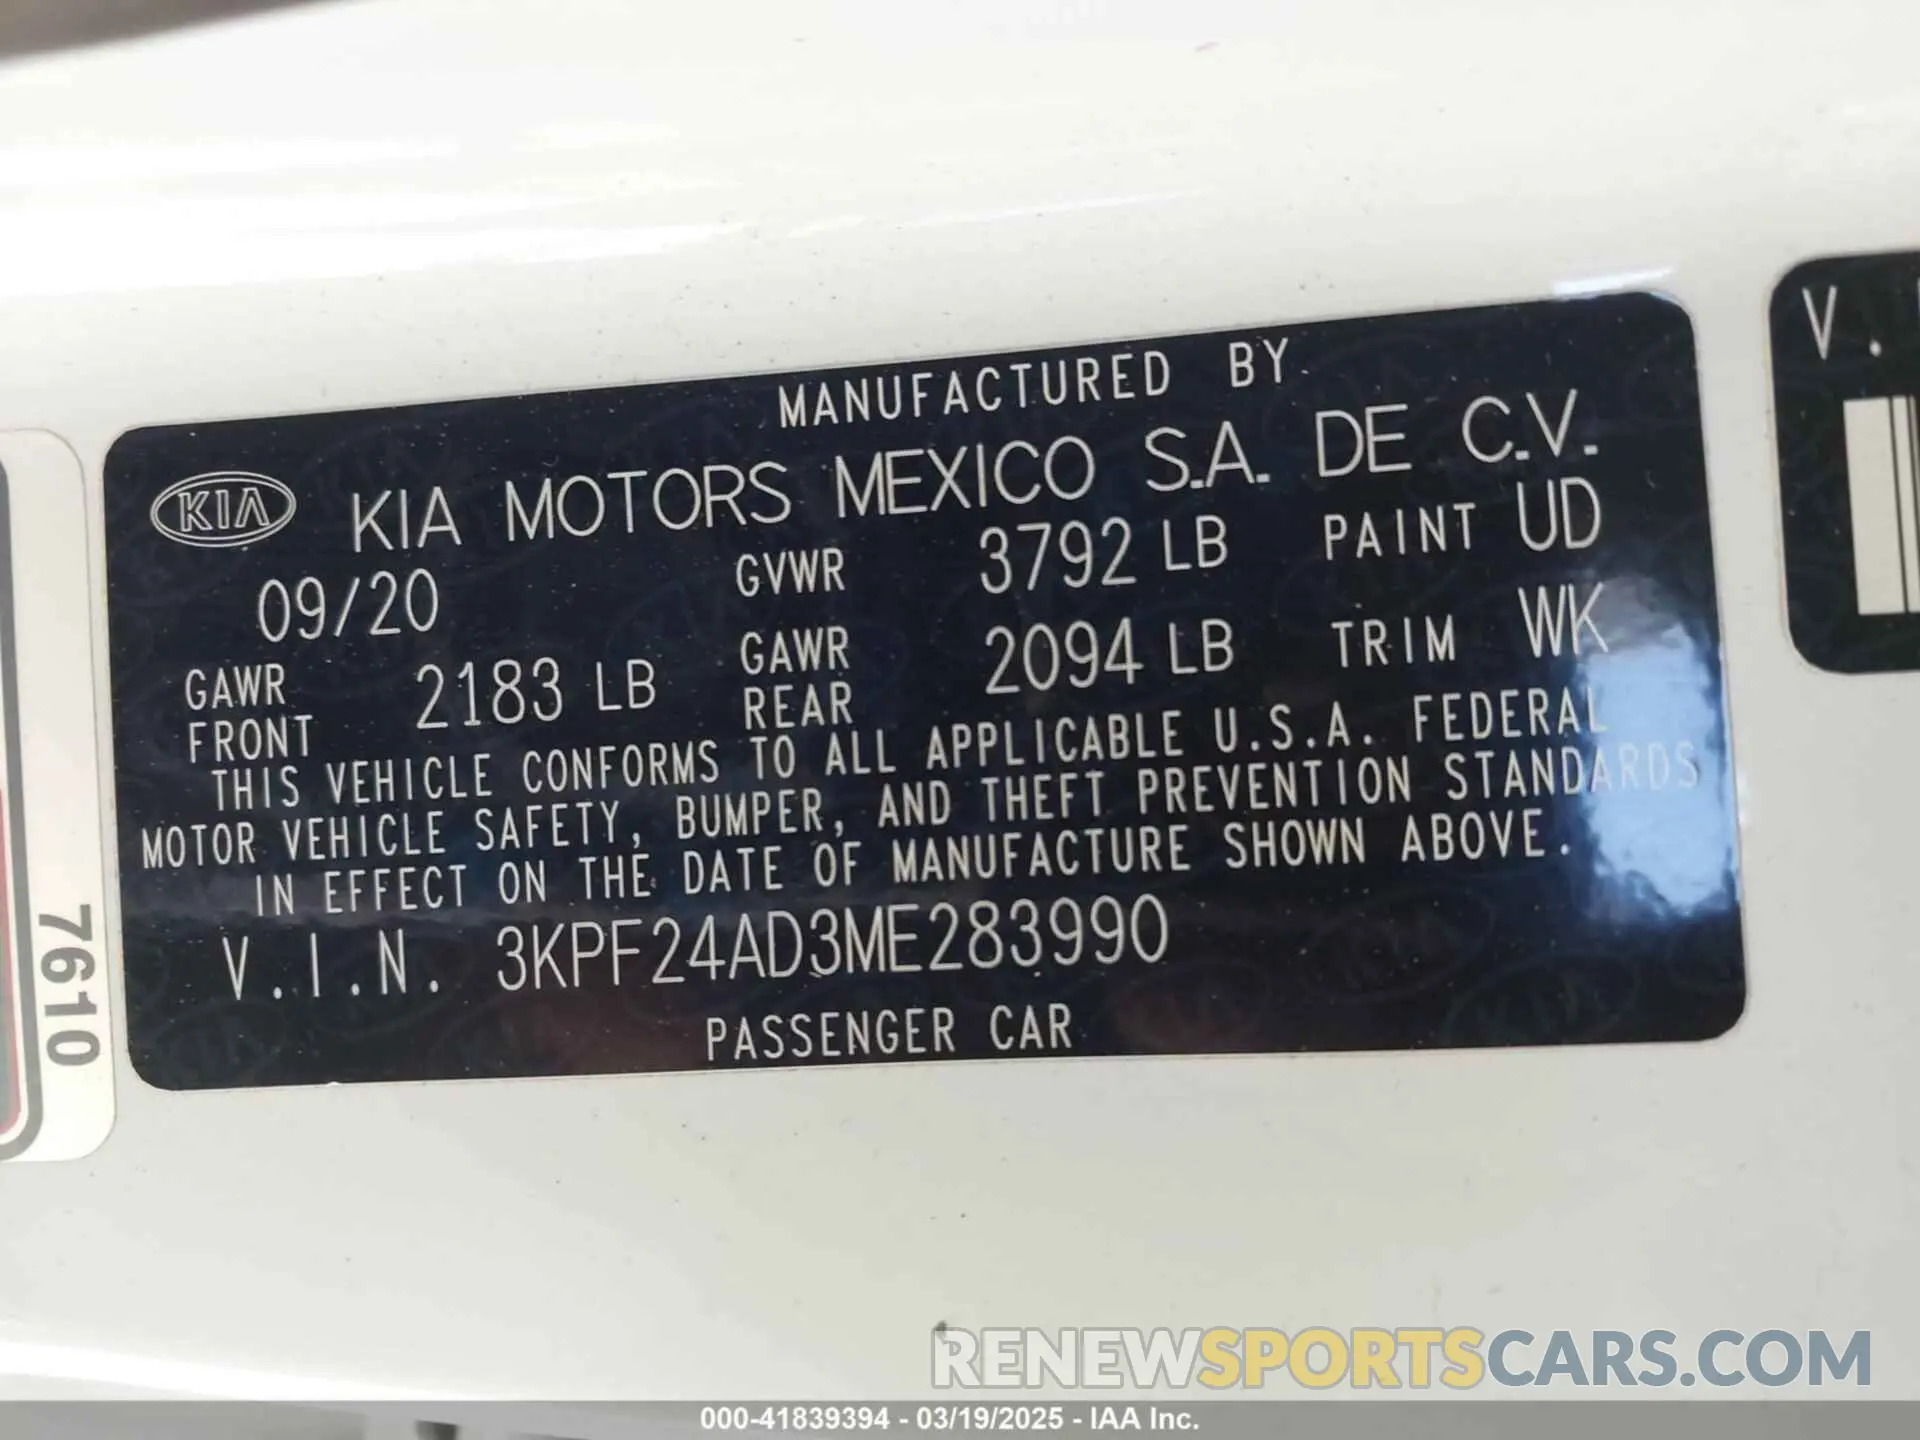 MANUFACTURED BY
KIA KIA MOTORS MEXICO S.A. DE C.V.
09/20 GVWR 3792 LB PAINT UD
GAWR FRONT 2183 LB GAWR REAR 2094 LB TRIM WK
THIS VEHICLE CONFORMS TO ALL APPLICABLE U.S.A. FEDERAL
MOTOR VEHICLE SAFETY, BUMPER, AND THEFT PREVENTION STANDARDS
IN EFFECT ON THE DATE OF MANUFACTURE SHOWN ABOVE.
V.I.N. 3KPF24AD3ME283990
PASSENGER CAR
7610
V.
RENEWSPORTSCARS.COM
000-41839394 - 03/19/2025 - IAA Inc.